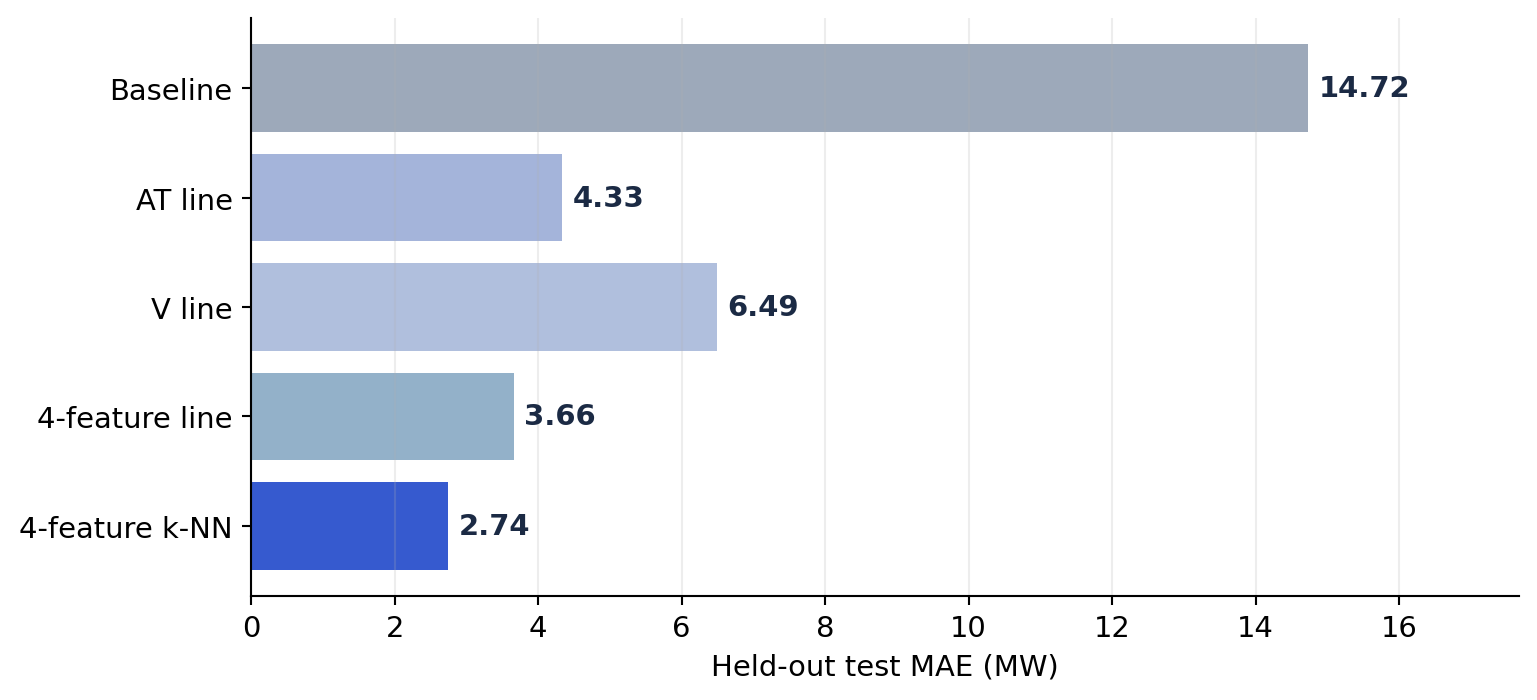 Baseline 14.72
AT line 4.33
V line 6.49
4-feature line 3.66
4-feature k-NN 2.74
0 2 4 6 8 10 12 14 16
Held-out test MAE (MW)